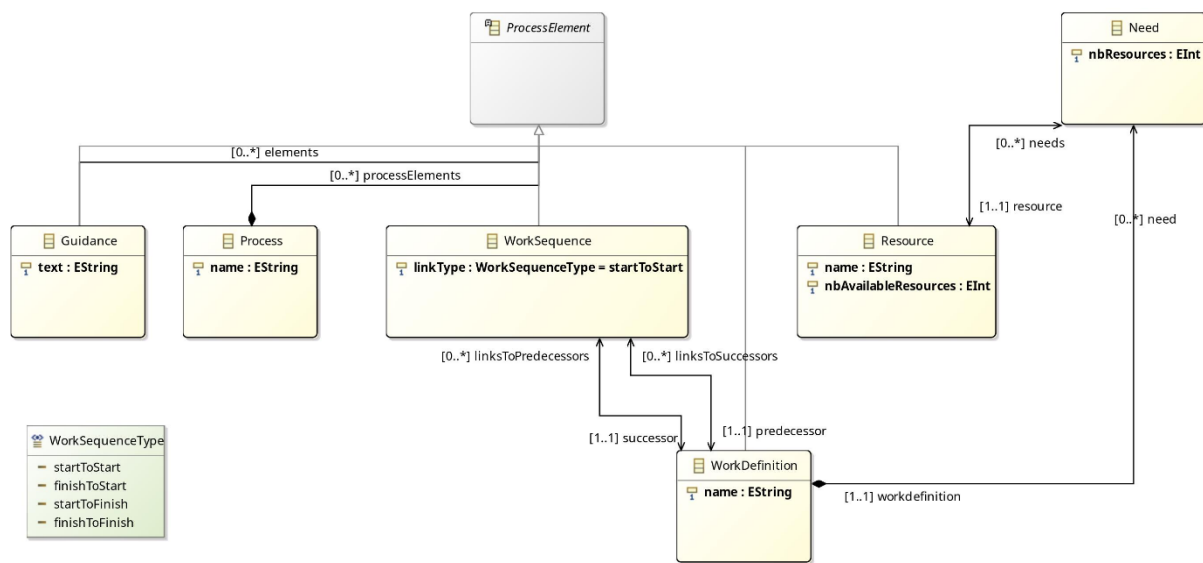 ProcessElement
Need
nbResources : EInt
[0..*] elements
[0..*] needs
[0..*] processElements
[1..1] resource
[0..*] need
Guidance
text : EString
Process
name : EString
WorkSequence
linkType : WorkSequenceType = startToStart
Resource
name : EString
nbAvailableResources : EInt
[0..*] linksToPredecessors
[0..*] linksToSuccessors
[1..1] successor
[1..1] predecessor
WorkSequenceType
startToStart
finishToStart
startToFinish
finishToFinish
WorkDefinition
name : EString
[1..1] workdefinition